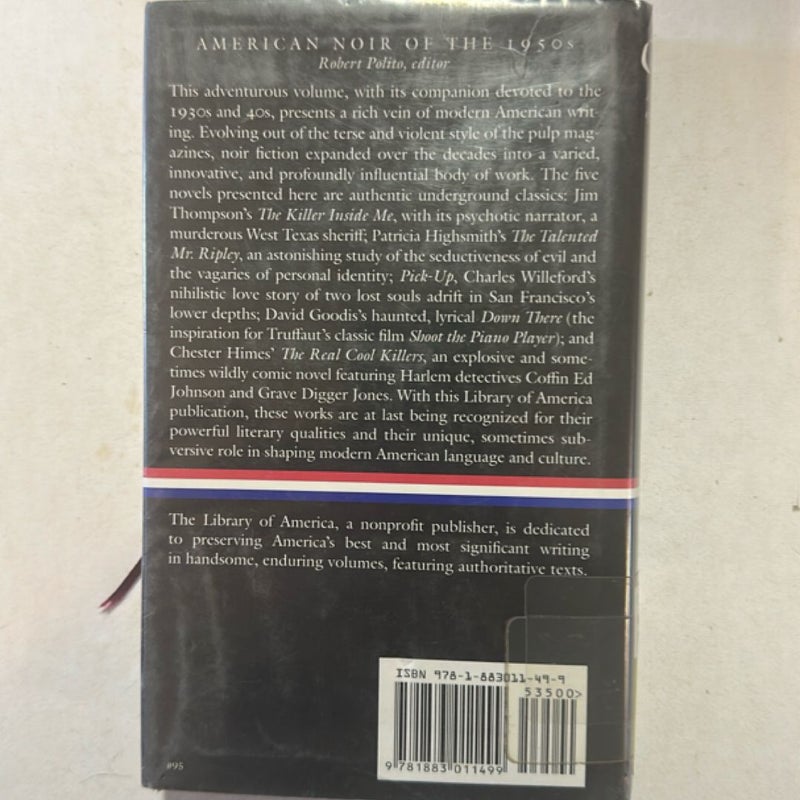 AMERICAN NOIR OF THE 1950s
Robert Polito, editor
This adventurous volume, with its companion devoted to the
1930s and 40s, presents a rich vein of modern American writ-
ing. Evolving out of the terse and violent style of the pulp mag-
azines, noir fiction expanded over the decades into a varied,
innovative, and profoundly influential body of work. The five
novels presented here are authentic underground classics: Jim
Thompson's The Killer Inside Me, with its psychotic narrator, a
murderous West Texas sheriff; Patricia Highsmith's The Talented
Mr. Ripley, an astonishing study of the seductiveness of evil and
the vagaries of personal identity; Pick-Up, Charles Willeford's
nihilistic love story of two lost souls adrift in San Francisco's
lower depths; David Goodis's haunted, lyrical Down There (the
inspiration for Truffaut's classic film Shoot the Piano Player); and
Chester Himes' The Real Cool Killers, an explosive and some-
times wildly comic novel featuring Harlem detectives Coffin Ed
Johnson and Grave Digger Jones. With this Library of America
publication, these works are at last being recognized for their
powerful literary qualities and their unique, sometimes sub-
versive role in shaping modern American language and culture.
The Library of America, a nonprofit publisher, is dedicated
to preserving America's best and most significant writing
in handsome, enduring volumes, featuring authoritative texts.
ISBN 978-1-883011-49-9
53500>
9 781883 011499
#95